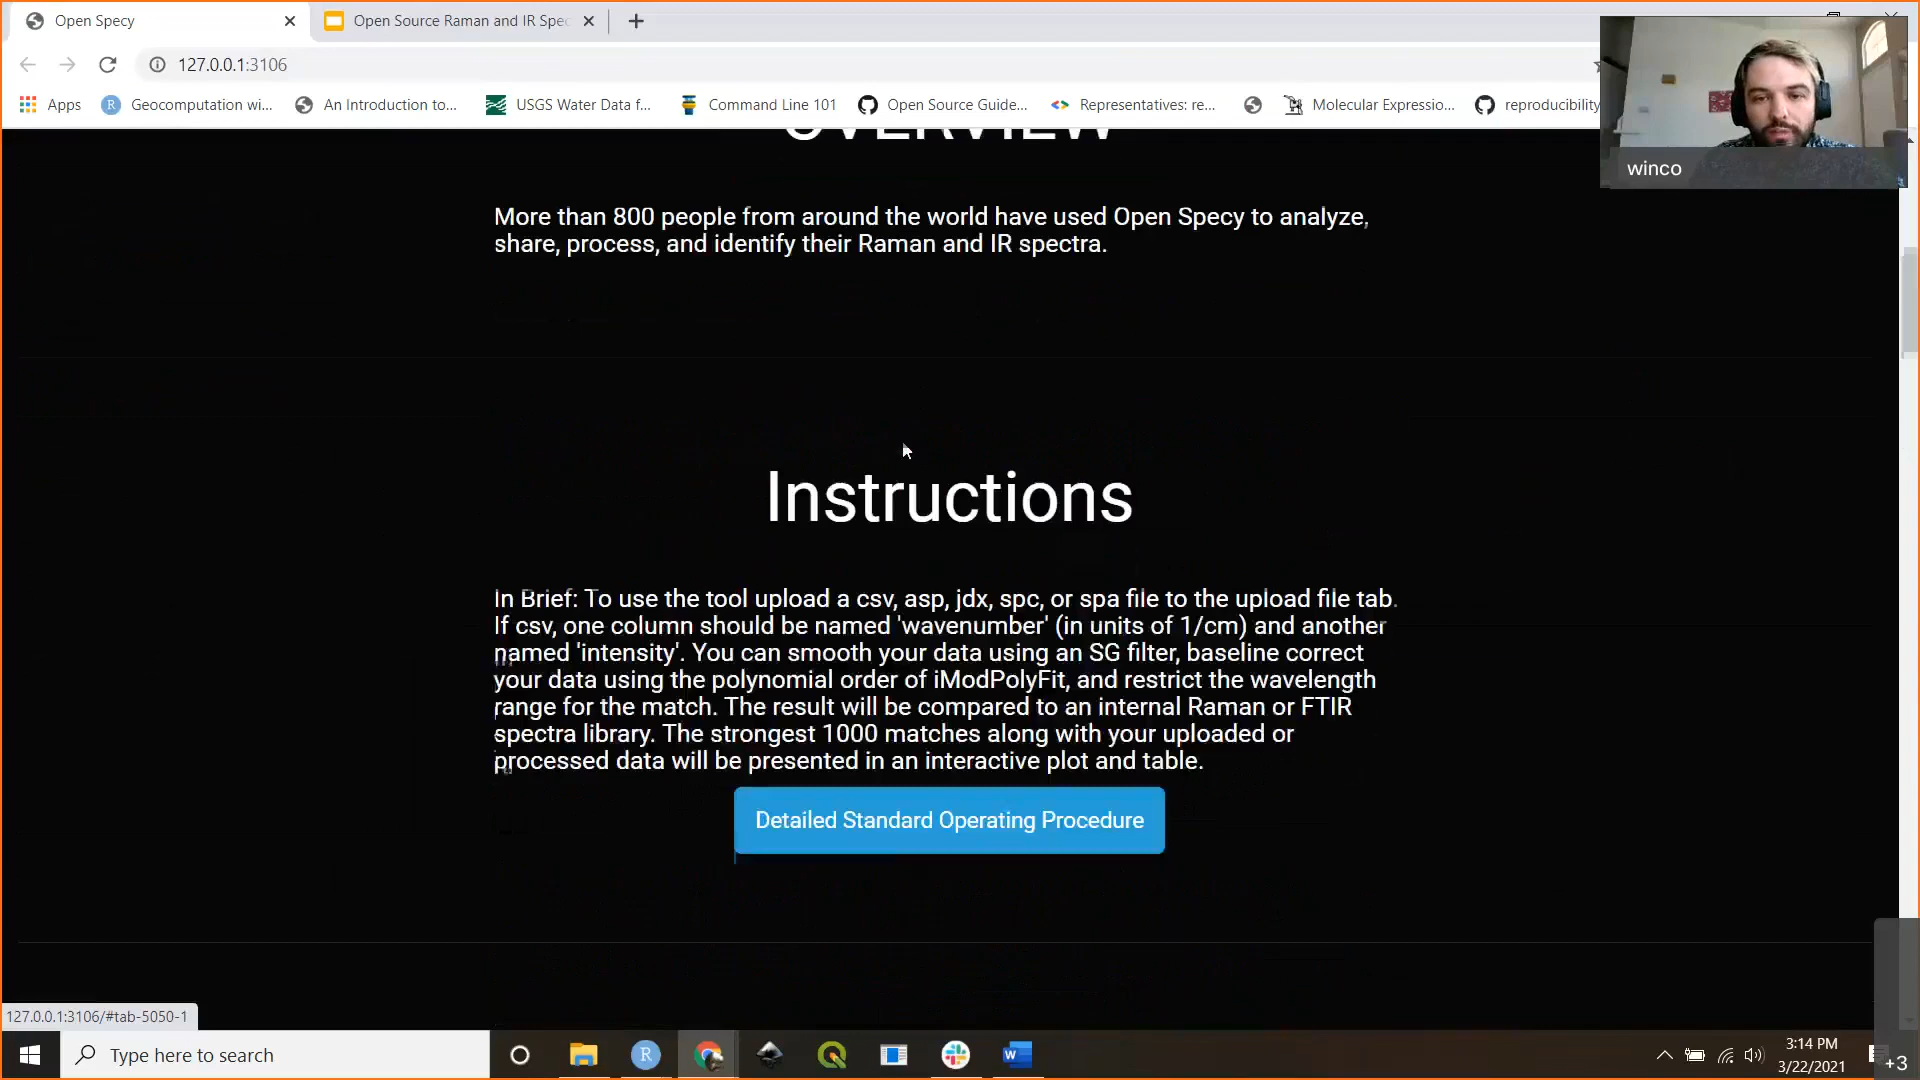 Open Specy
Open Source Raman and IR Spec
127.0.0.1:3106
Apps
Geocomputation wi...
An Introduction to...
USGS Water Data f...
Command Line 101
Open Source Guide...
Representatives: re...
Molecular Expressio...
reproducibility
winco
OVERVIEW
More than 800 people from around the world have used Open Specy to analyze,
share, process, and identify their Raman and IR spectra.
Instructions
In Brief: To use the tool upload a csv, asp, jdx, spc, or spa file to the upload file tab.
If csv, one column should be named 'wavenumber' (in units of 1/cm) and another
named 'intensity'. You can smooth your data using an SG filter, baseline correct
your data using the polynomial order of iModPolyFit, and restrict the wavelength
range for the match. The result will be compared to an internal Raman or FTIR
spectra library. The strongest 1000 matches along with your uploaded or
processed data will be presented in an interactive plot and table.
Detailed Standard Operating Procedure
127.0.0.1:3106/#tab-5050-1
Type here to search
3:14 PM
3/22/2021
+3